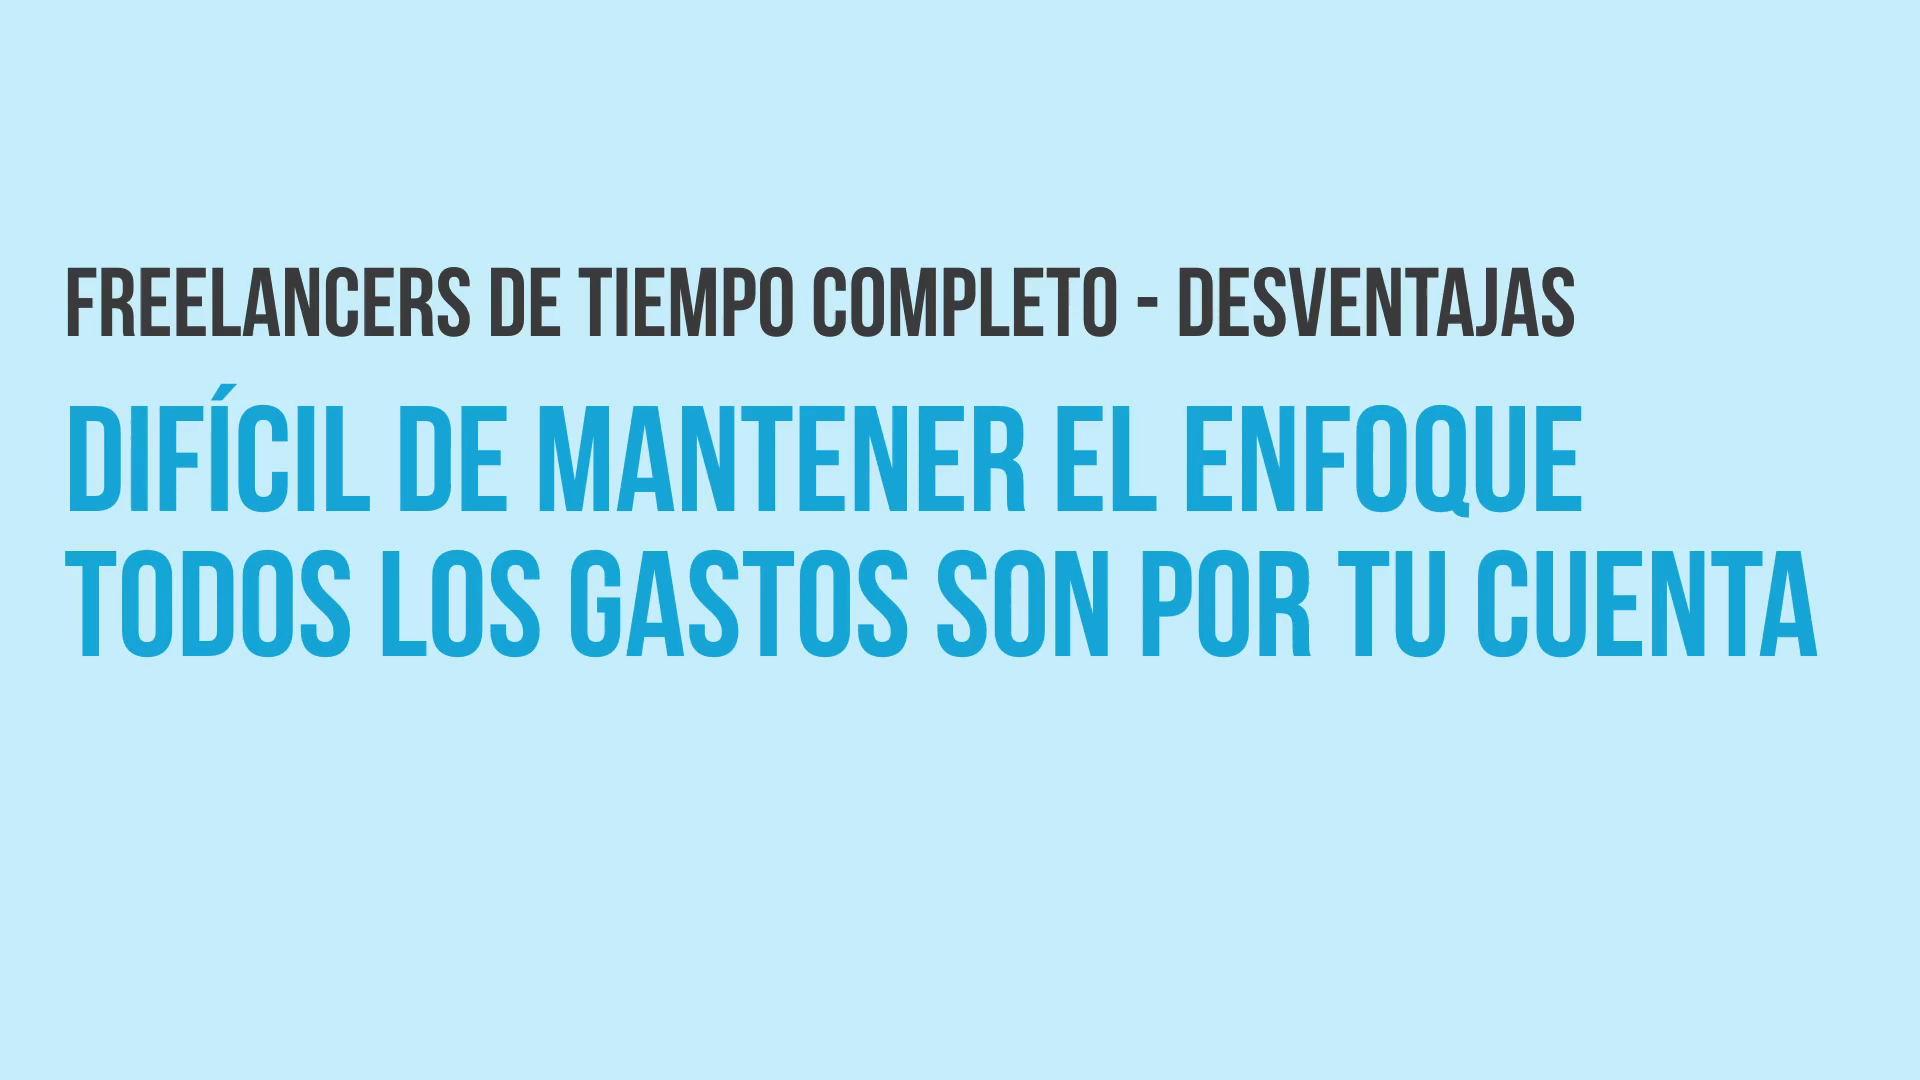 FREELANCERS DE TIEMPO COMPLETO - DESVENTAJAS
DIFÍCIL DE MANTENER EL ENFOQUE
TODOS LOS GASTOS SON POR TU CUENTA